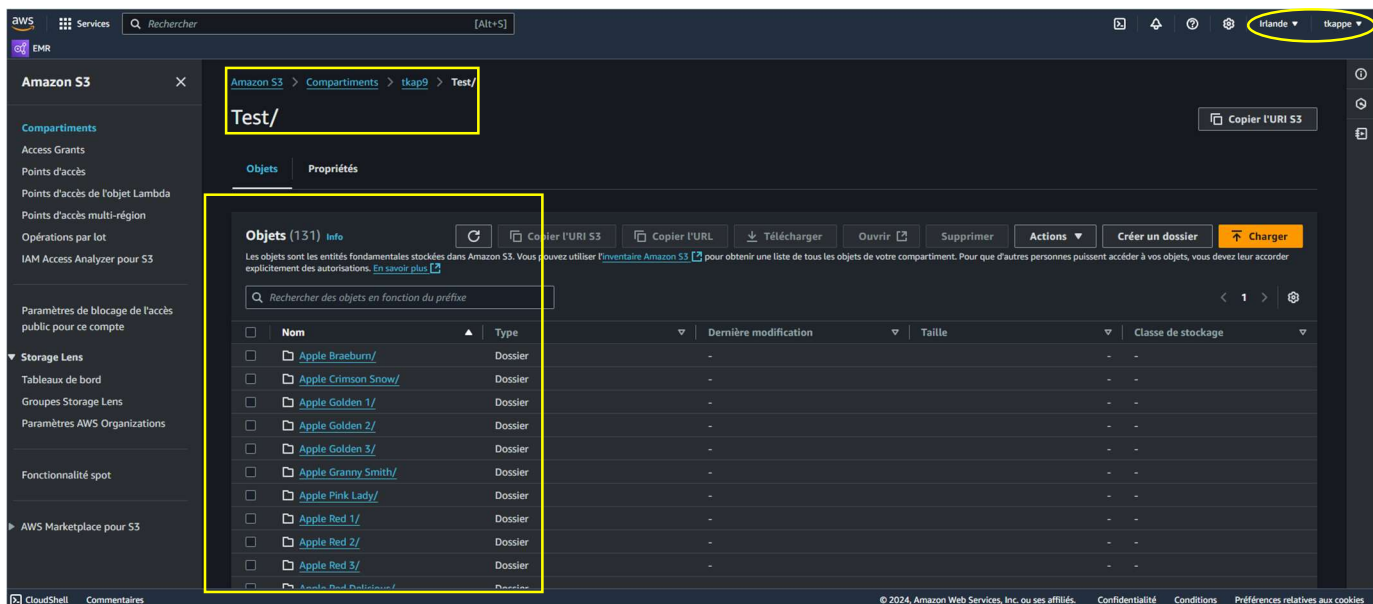 aws Services Rechercher [Alt+S] Irlande ▼ tkappe ▼
EMR
Amazon S3
Compartiments
Access Grants
Points d'accès
Points d'accès de l'objet Lambda
Points d'accès multi-région
Opérations par lot
IAM Access Analyzer pour S3
Paramètres de blocage de l'accès
public pour ce compte
▼ Storage Lens
Tableaux de bord
Groupes Storage Lens
Paramètres AWS Organizations
Fonctionnalité spot
▶ AWS Marketplace pour S3
Amazon S3 > Compartiments > tkap9 > Test/
Test/
Copier l'URI S3
Objets Propriétés
Objets (131) Info Copier l'URI S3 Copier l'URL Télécharger Ouvrir Supprimer Actions ▼ Créer un dossier Charger
Les objets sont les entités fondamentales stockées dans Amazon S3. Vous pouvez utiliser l'inventaire Amazon S3 pour obtenir une liste de tous les objets de votre compartiment. Pour que d'autres personnes puissent accéder à vos objets, vous devez leur accorder
explicitement des autorisations. En savoir plus
Rechercher des objets en fonction du préfixe < 1 >
Nom ▲ Type Dernière modification Taille Classe de stockage
Apple Braeburn/ Dossier - - -
Apple Crimson Snow/ Dossier - - -
Apple Golden 1/ Dossier - - -
Apple Golden 2/ Dossier - - -
Apple Golden 3/ Dossier - - -
Apple Granny Smith/ Dossier - - -
Apple Pink Lady/ Dossier - - -
Apple Red 1/ Dossier - - -
Apple Red 2/ Dossier - - -
Apple Red 3/ Dossier - - -
Apple Red Delicious/ Dossier
CloudShell Commentaires © 2024, Amazon Web Services, Inc. ou ses affiliés. Confidentialité Conditions Préférences relatives aux cookies